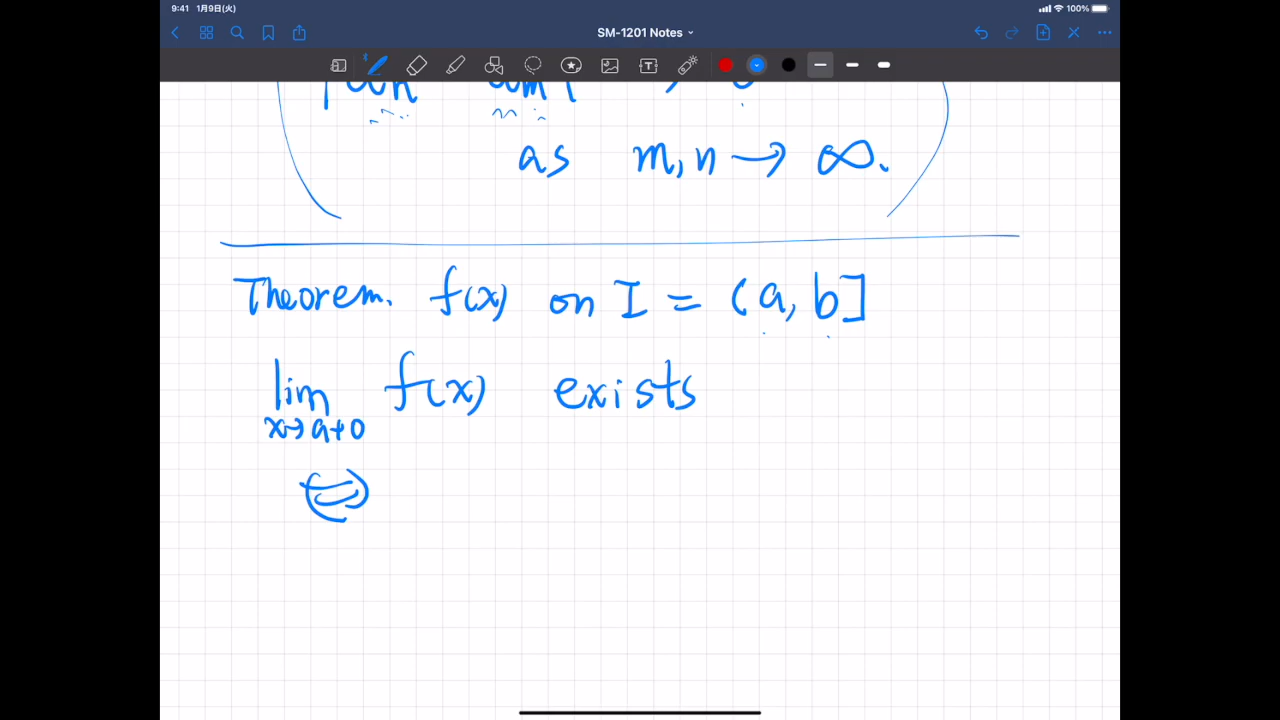 9:41 1月9日(火) 100%
SM-1201 Notes
as m, n → ∞.
Theorem. f(x) on I = (a, b]
lim f(x) exists
x→a+0
⇔